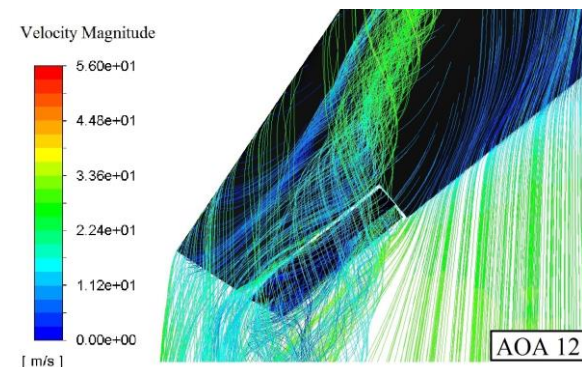 Velocity Magnitude
5.60e+01
4.48e+01
3.36e+01
2.24e+01
1.12e+01
0.00e+00
[ m/s ]
AOA 12